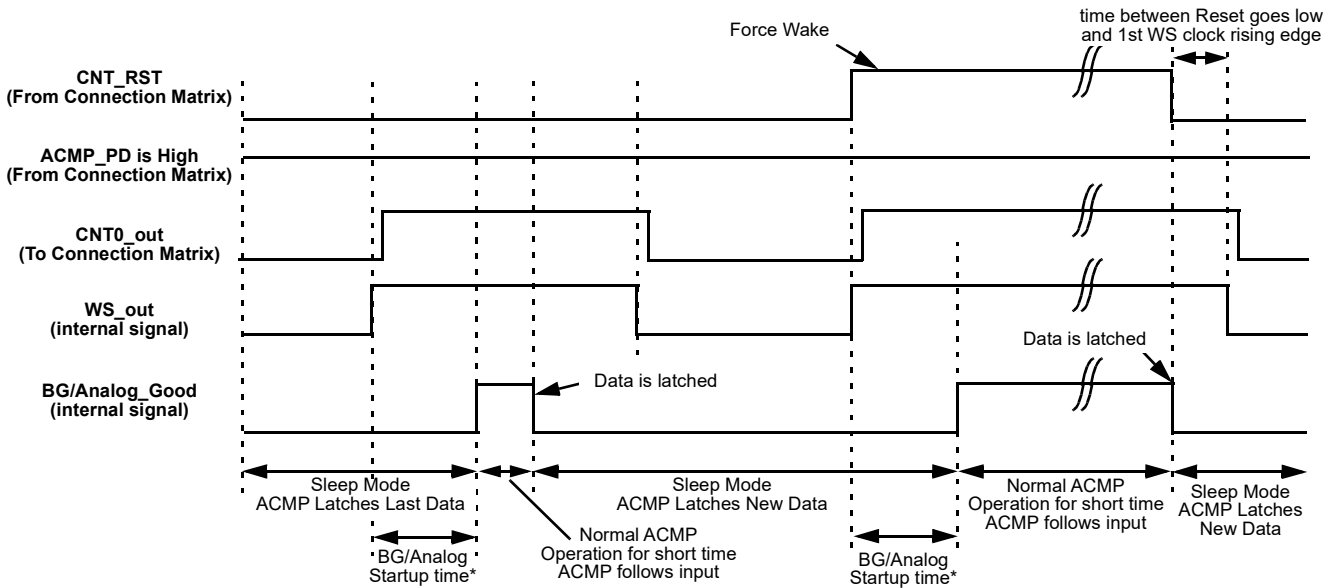 time between Reset goes low
and 1st WS clock rising edge
Force Wake
CNT_RST
(From Connection Matrix)
ACMP_PD is High
(From Connection Matrix)
CNT0_out
(To Connection Matrix)
WS_out
(internal signal)
Data is latched
BG/Analog_Good
(internal signal)
Data is latched
Sleep Mode
ACMP Latches Last Data
Sleep Mode
ACMP Latches New Data
Normal ACMP
Operation for short time
ACMP follows input
Sleep Mode
ACMP Latches
New Data
Normal ACMP
Operation for short time
ACMP follows input
BG/Analog
Startup time*
BG/Analog
Startup time*